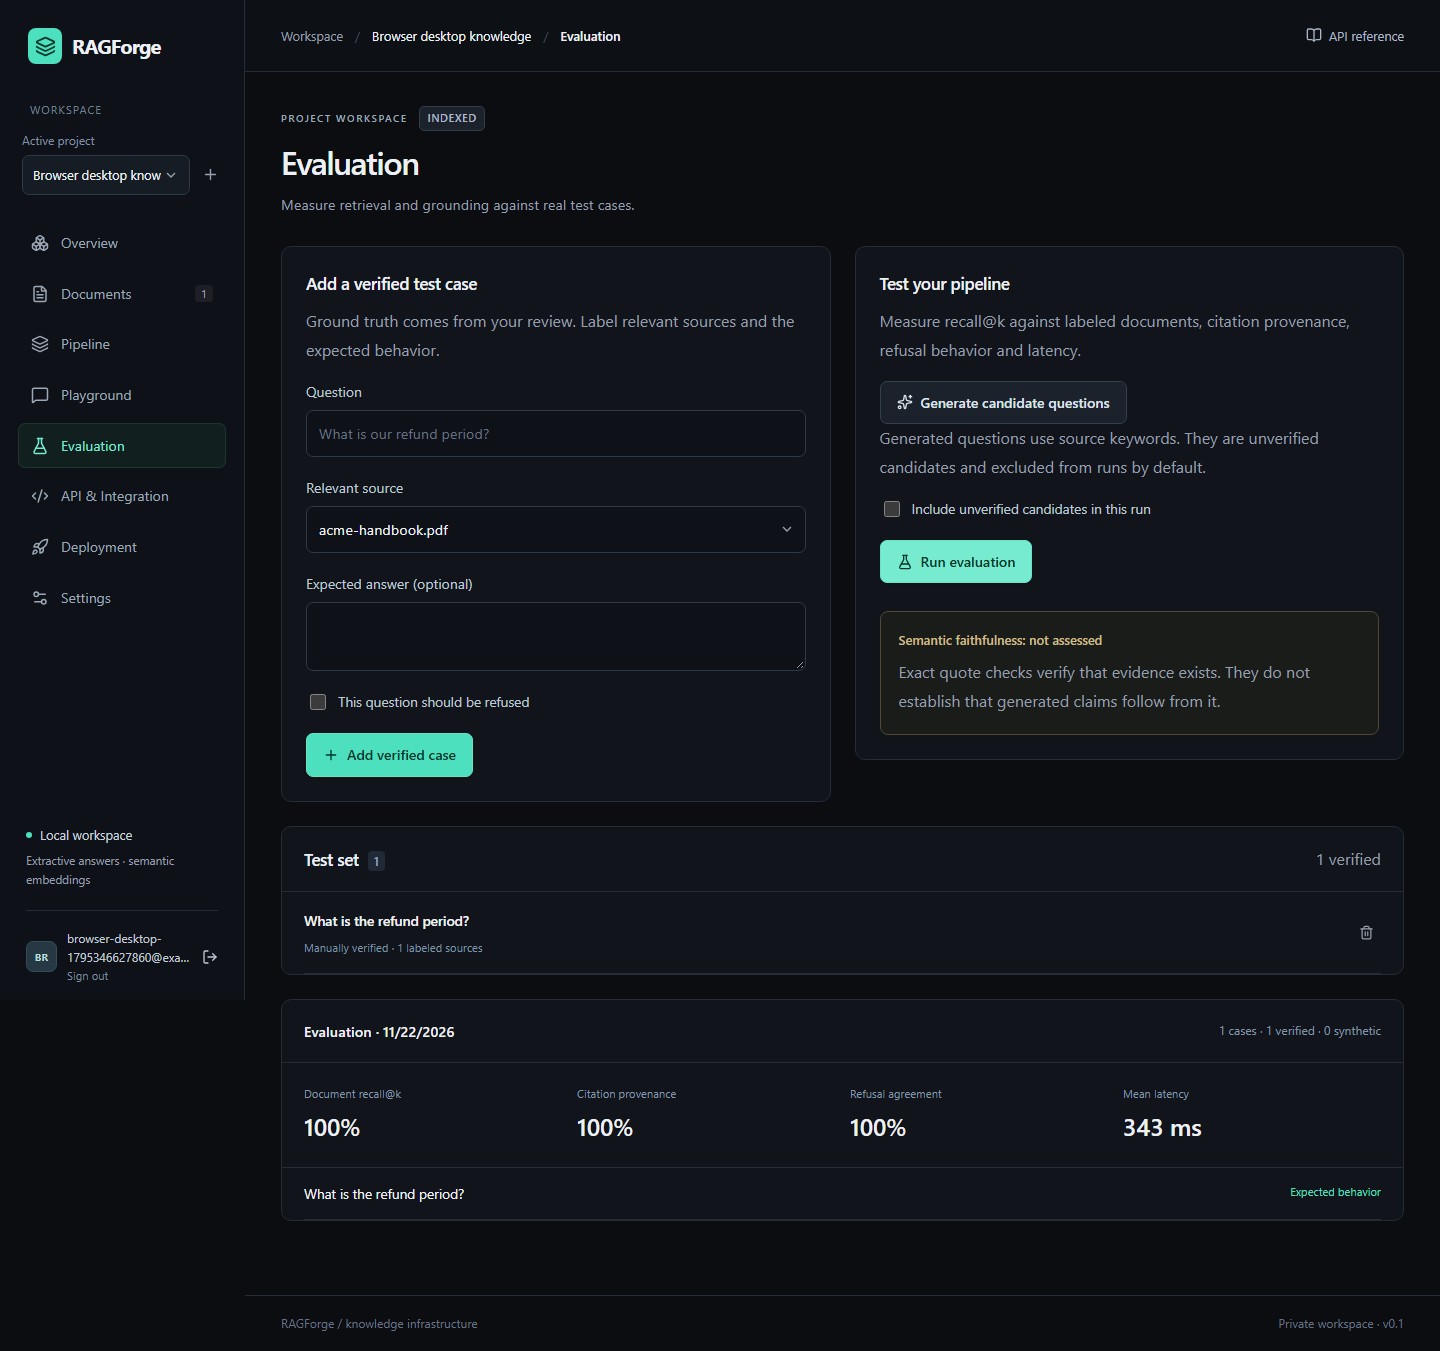 RAGForge
WORKSPACE
Active project
Browser desktop know
Overview
Documents 1
Pipeline
Playground
Evaluation
API & Integration
Deployment
Settings
Local workspace
Extractive answers · semantic
embeddings
BR
browser-desktop-
1795346627860@exa...
Sign out
Workspace / Browser desktop knowledge / Evaluation
API reference
PROJECT WORKSPACE INDEXED
Evaluation
Measure retrieval and grounding against real test cases.
Add a verified test case
Ground truth comes from your review. Label relevant sources and the
expected behavior.
Question
What is our refund period?
Relevant source
acme-handbook.pdf
Expected answer (optional)
This question should be refused
Add verified case
Test your pipeline
Measure recall@k against labeled documents, citation provenance,
refusal behavior and latency.
Generate candidate questions
Generated questions use source keywords. They are unverified
candidates and excluded from runs by default.
Include unverified candidates in this run
Run evaluation
Semantic faithfulness: not assessed
Exact quote checks verify that evidence exists. They do not
establish that generated claims follow from it.
Test set 1
1 verified
What is the refund period?
Manually verified · 1 labeled sources
Evaluation · 11/22/2026
1 cases · 1 verified · 0 synthetic
Document recall@k
100%
Citation provenance
100%
Refusal agreement
100%
Mean latency
343 ms
What is the refund period?
Expected behavior
RAGForge / knowledge infrastructure
Private workspace · v0.1